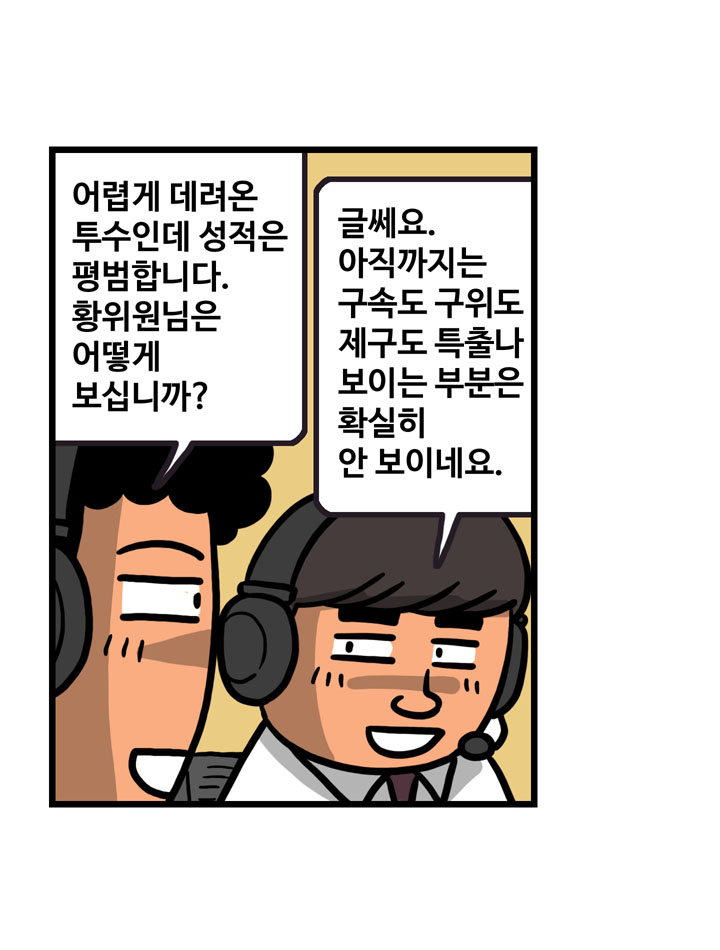 어렵게 데려온
투수인데 성적은
평범합니다.
황위원님은
어떻게
보십니까?
글쎄요.
아직까지는
구속도 구위도
제구도 특출나
보이는 부분은
확실히
안 보이네요.